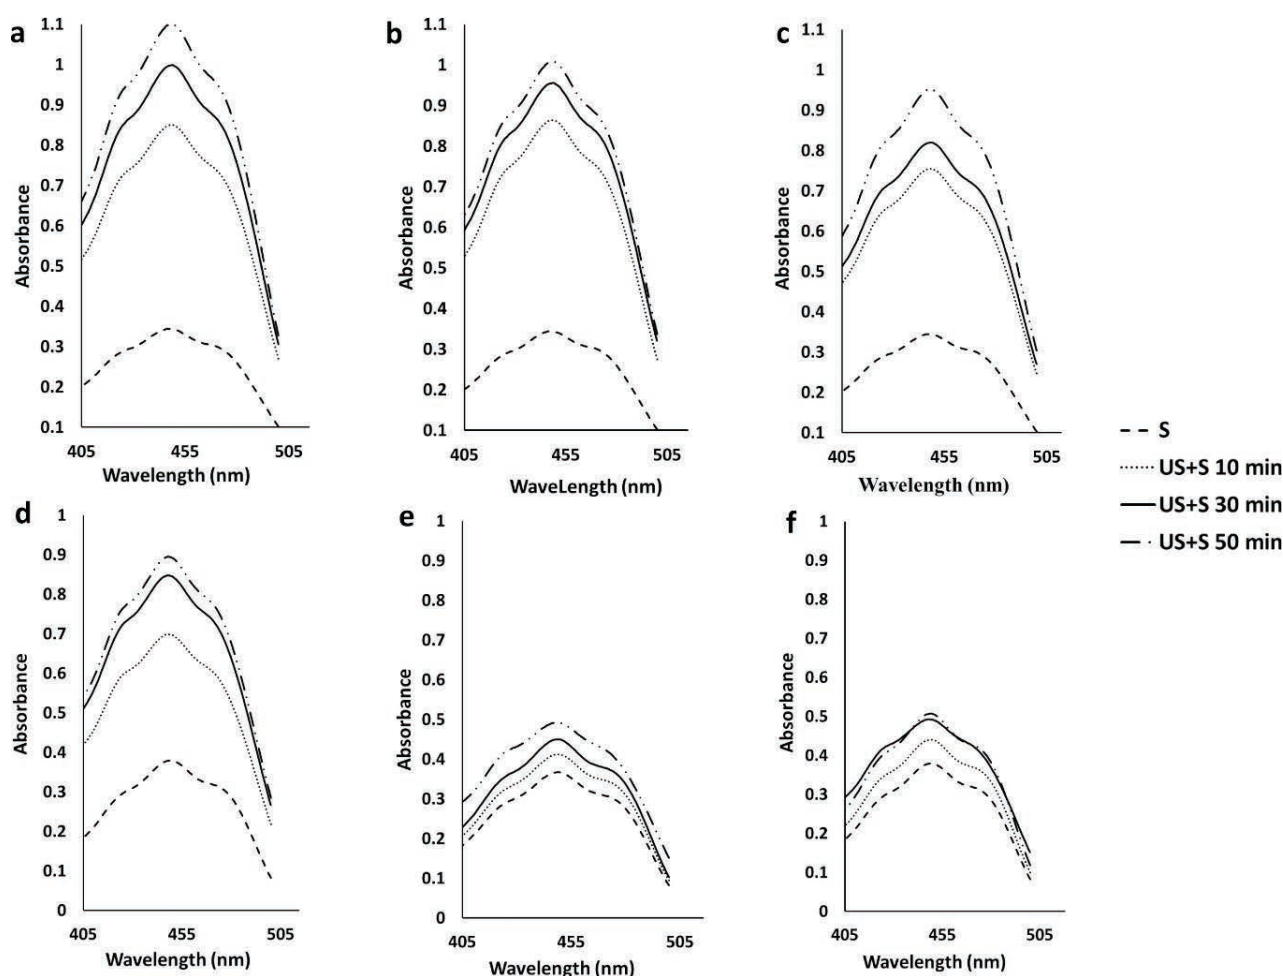 a
1.1
1
0.9
0.8
0.7
0.6
0.5
0.4
0.3
0.2
0.1
Absorbance
405 455 505
Wavelength (nm)
b
1.1
1
0.9
0.8
0.7
0.6
0.5
0.4
0.3
0.2
0.1
Absorbance
405 455 505
WaveLength (nm)
c
1.1
1
0.9
0.8
0.7
0.6
0.5
0.4
0.3
0.2
0.1
Absorbance
405 455 505
Wavelength (nm)
S
US+S 10 min
US+S 30 min
US+S 50 min
d
1
0.9
0.8
0.7
0.6
0.5
0.4
0.3
0.2
0.1
0
Absorbance
405 455 505
Wavelength (nm)
e
1
0.9
0.8
0.7
0.6
0.5
0.4
0.3
0.2
0.1
0
Absorbance
405 455 505
Wavelength (nm)
f
1
0.9
0.8
0.7
0.6
0.5
0.4
0.3
0.2
0.1
0
Absorbance
405 455 505
Wavelength (nm)